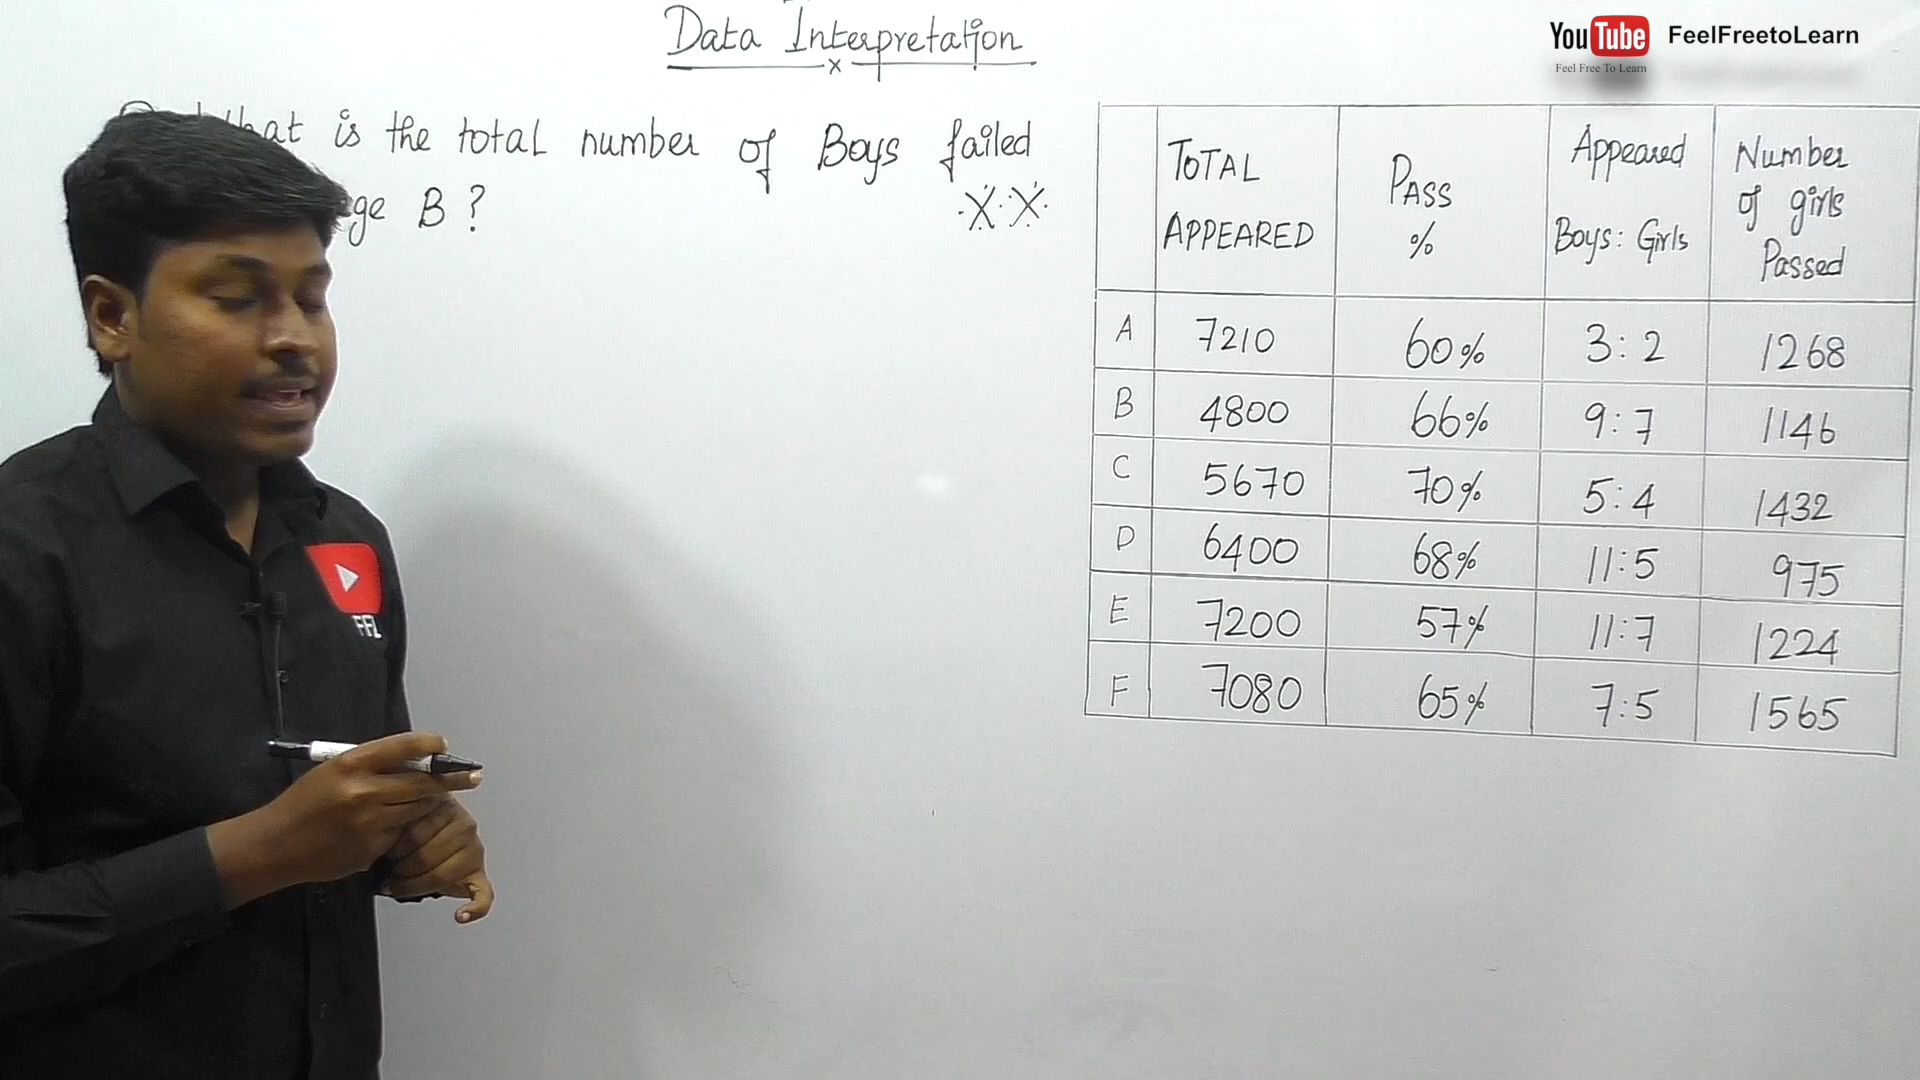 Data Interpretation
YouTube FeelFreetoLearn
Feel Free To Learn
is the total number of Boys failed
B ?
TOTAL APPEARED PASS % Appeared Boys: Girls Number of girls Passed
A 7210 60% 3:2 1268
B 4800 66% 9:7 1146
C 5670 70% 5:4 1432
D 6400 68% 11:5 975
E 7200 57% 11:7 1224
F 7080 65% 7:5 1565
FFL